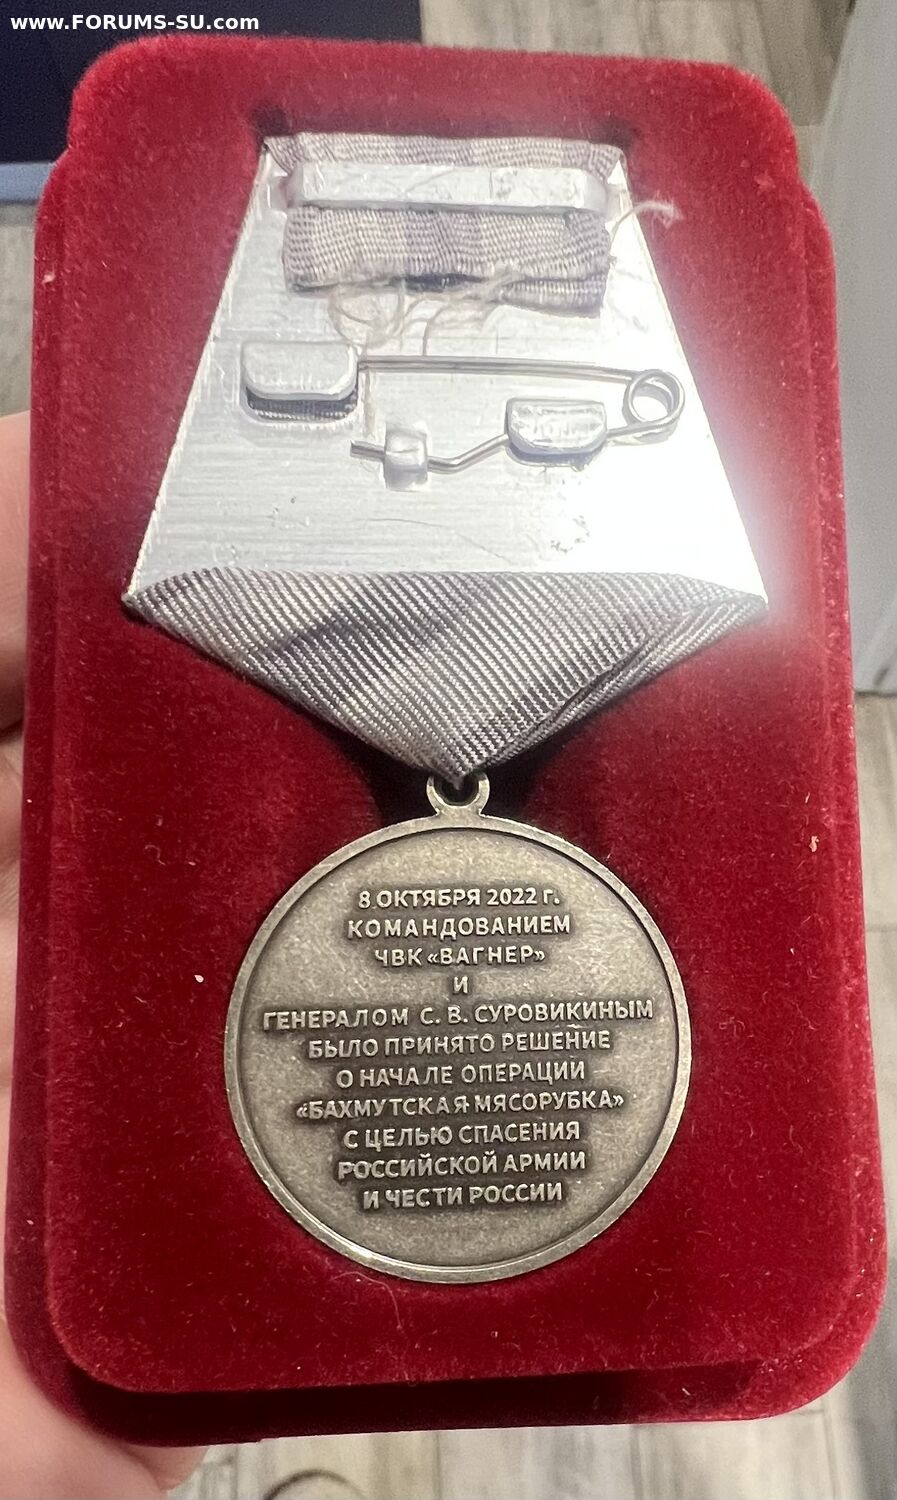 www.FORUMS-SU.com
8 ОКТЯБРЯ 2022 г.
КОМАНДОВАНИЕМ
ЧВК «ВАГНЕР»
И
ГЕНЕРАЛОМ С. В. СУРОВИКИНЫМ
БЫЛО ПРИНЯТО РЕШЕНИЕ
О НАЧАЛЕ ОПЕРАЦИИ
«БАХМУТСКАЯ МЯСОРУБКА»
С ЦЕЛЬЮ СПАСЕНИЯ
РОССИЙСКОЙ АРМИИ
И ЧЕСТИ РОССИИ